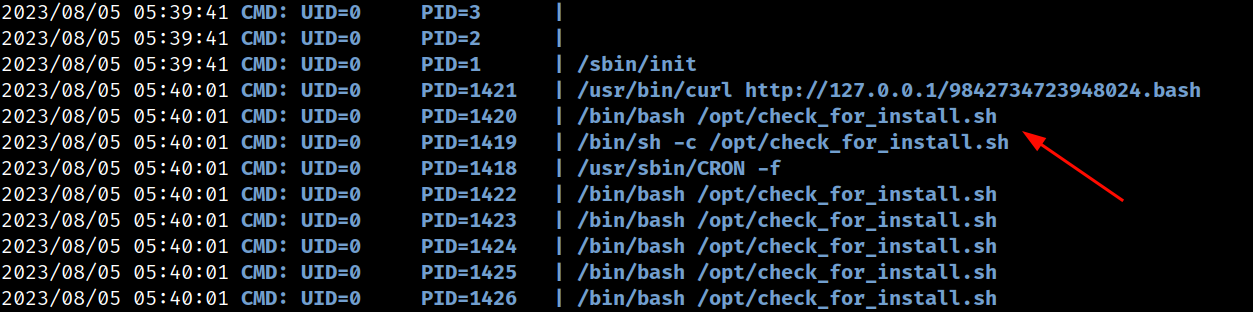 2023/08/05 05:39:41 CMD: UID=0 PID=3 |
2023/08/05 05:39:41 CMD: UID=0 PID=2 |
2023/08/05 05:39:41 CMD: UID=0 PID=1 | /sbin/init
2023/08/05 05:40:01 CMD: UID=0 PID=1421 | /usr/bin/curl http://127.0.0.1/9842734723948024.bash
2023/08/05 05:40:01 CMD: UID=0 PID=1420 | /bin/bash /opt/check_for_install.sh
2023/08/05 05:40:01 CMD: UID=0 PID=1419 | /bin/sh -c /opt/check_for_install.sh
2023/08/05 05:40:01 CMD: UID=0 PID=1418 | /usr/sbin/CRON -f
2023/08/05 05:40:01 CMD: UID=0 PID=1422 | /bin/bash /opt/check_for_install.sh
2023/08/05 05:40:01 CMD: UID=0 PID=1423 | /bin/bash /opt/check_for_install.sh
2023/08/05 05:40:01 CMD: UID=0 PID=1424 | /bin/bash /opt/check_for_install.sh
2023/08/05 05:40:01 CMD: UID=0 PID=1425 | /bin/bash /opt/check_for_install.sh
2023/08/05 05:40:01 CMD: UID=0 PID=1426 | /bin/bash /opt/check_for_install.sh